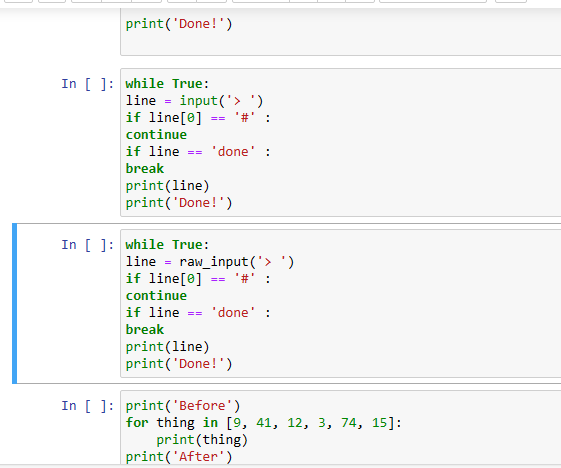 print('Done!')
In [ ]: while True:
line = input('> ')
if line[0] == '#' :
continue
if line == 'done' :
break
print(line)
print('Done!')
In [ ]: while True:
line = raw_input('> ')
if line[0] == '#' :
continue
if line == 'done' :
break
print(line)
print('Done!')
In [ ]: print('Before')
for thing in [9, 41, 12, 3, 74, 15]:
    print(thing)
print('After')